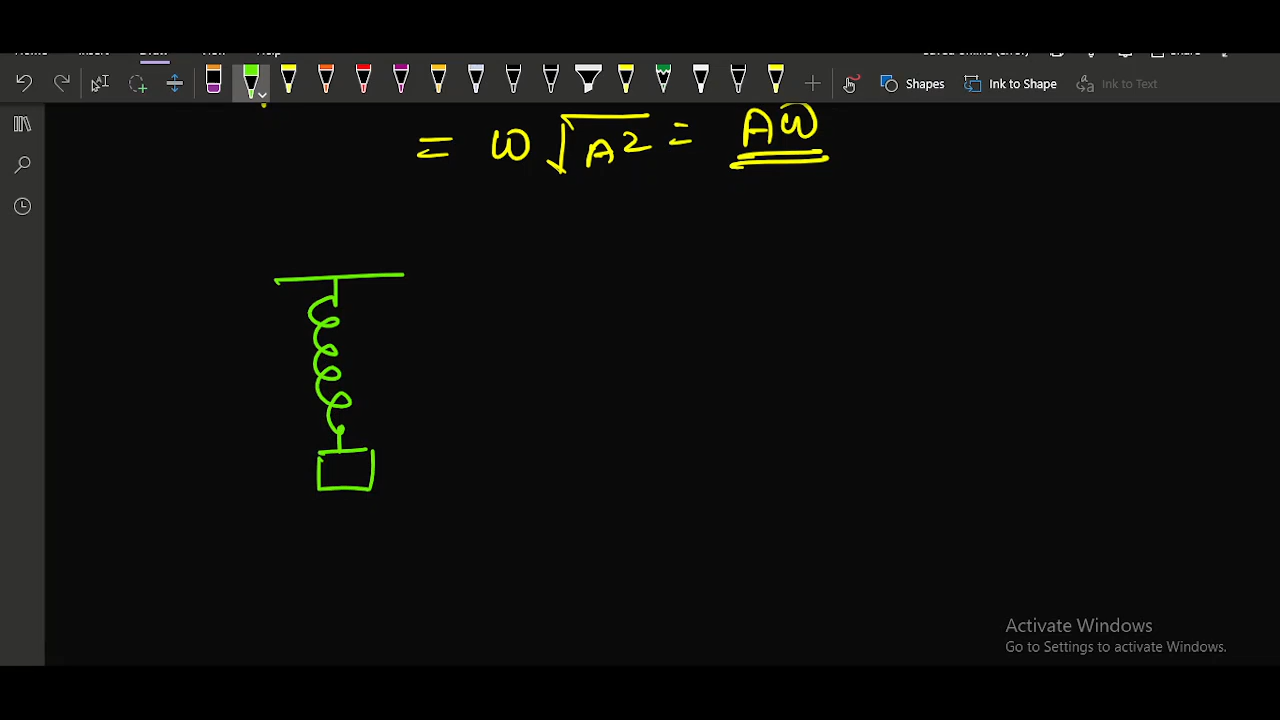 Shapes Ink to Shape Ink to Text
= ω √A² = Aω
Activate Windows
Go to Settings to activate Windows.